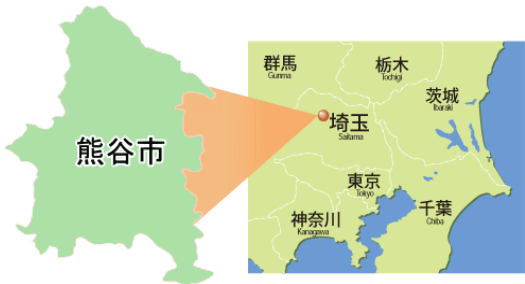 熊谷市
群馬
Gunma
栃木
Tochigi
茨城
Ibaraki
埼玉
Saitama
東京
Tokyo
神奈川
Kanagawa
千葉
Chiba